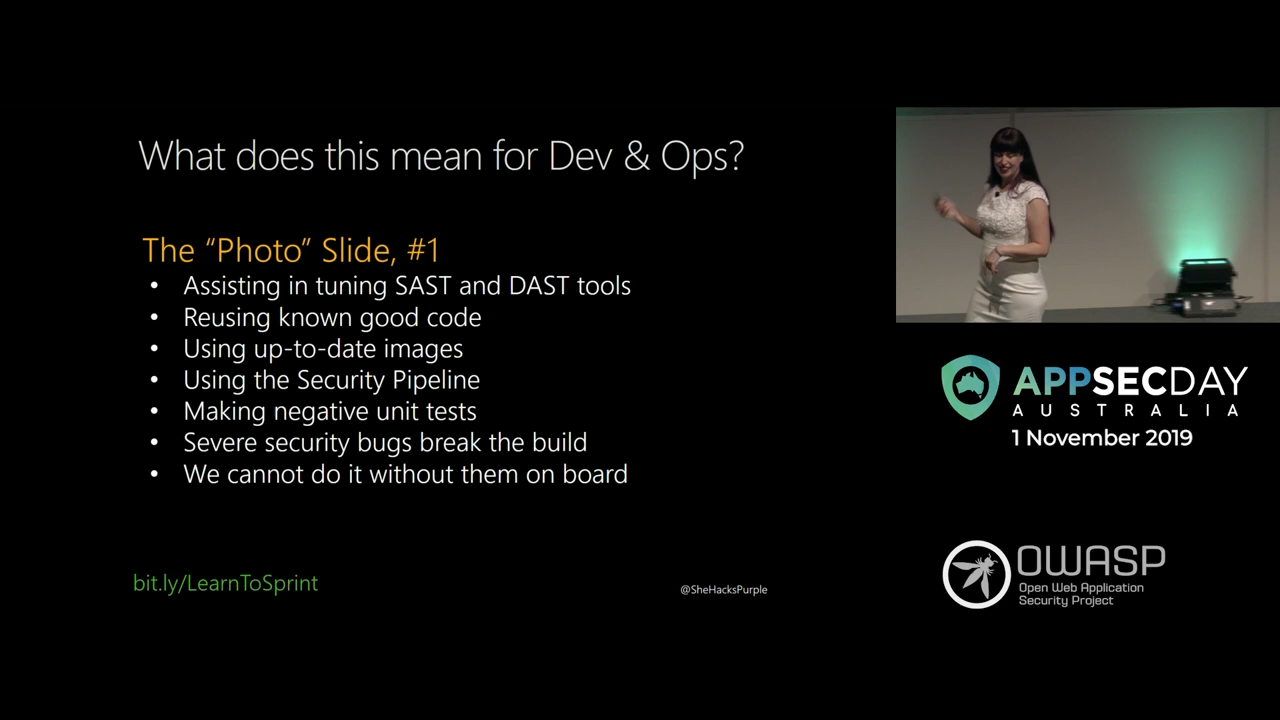 What does this mean for Dev & Ops?
The “Photo” Slide, #1
• Assisting in tuning SAST and DAST tools
• Reusing known good code
• Using up-to-date images
• Using the Security Pipeline
• Making negative unit tests
• Severe security bugs break the build
• We cannot do it without them on board
bit.ly/LearnToSprint
@SheHacksPurple
APPSECDAY
AUSTRALIA
1 November 2019
OWASP
Open Web Application
Security Project